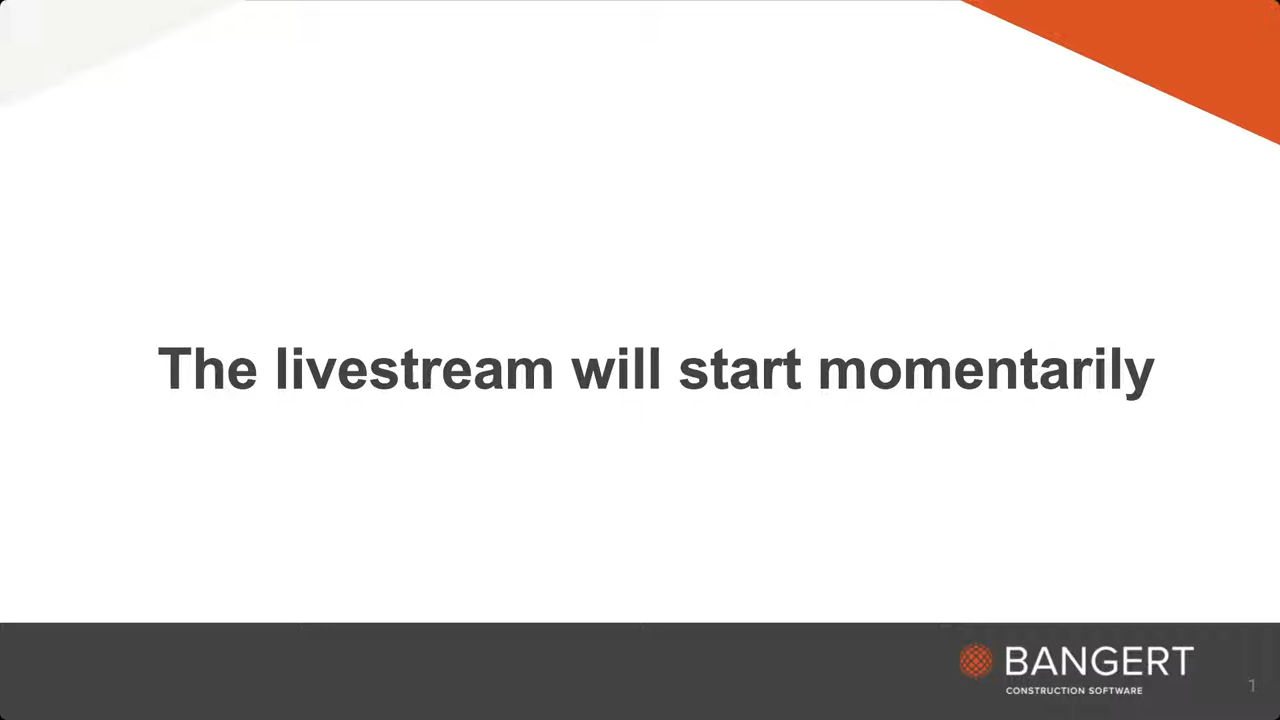 The livestream will start momentarily
BANGERT
CONSTRUCTION SOFTWARE
1